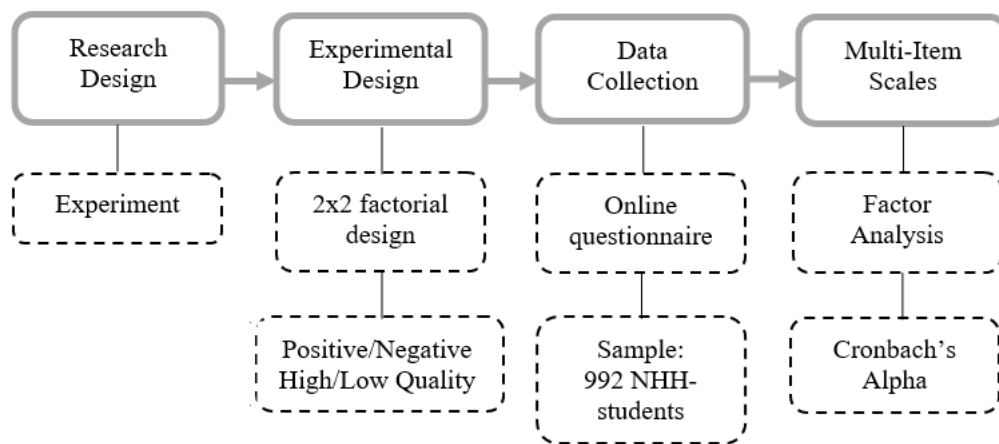 Research
Design
Experimental
Design
Data
Collection
Multi-Item
Scales
Experiment
2x2 factorial
design
Online
questionnaire
Factor
Analysis
Positive/Negative
High/Low Quality
Sample:
992 NHH-
students
Cronbach's
Alpha